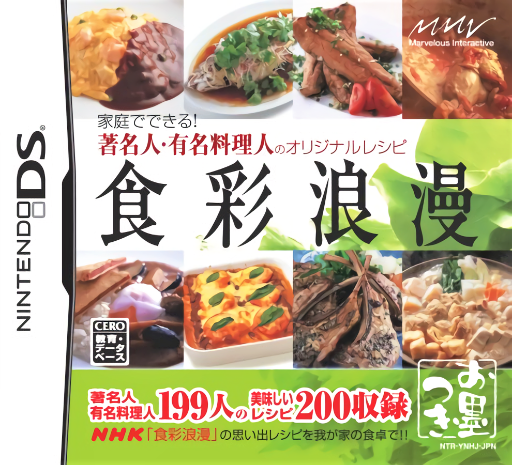 NINTENDO DS™
MMV
Marvelous Interactive
家庭でできる!
著名人・有名料理人のオリジナルレシピ
食彩浪漫
CERO
教育・
データ
ベース
著名人
有名料理人199人の美味しいレシピ200収録
NHK「食彩浪漫」の思い出レシピを我が家の食卓で!!
お墨つき
NTR-YNHJ-JPN